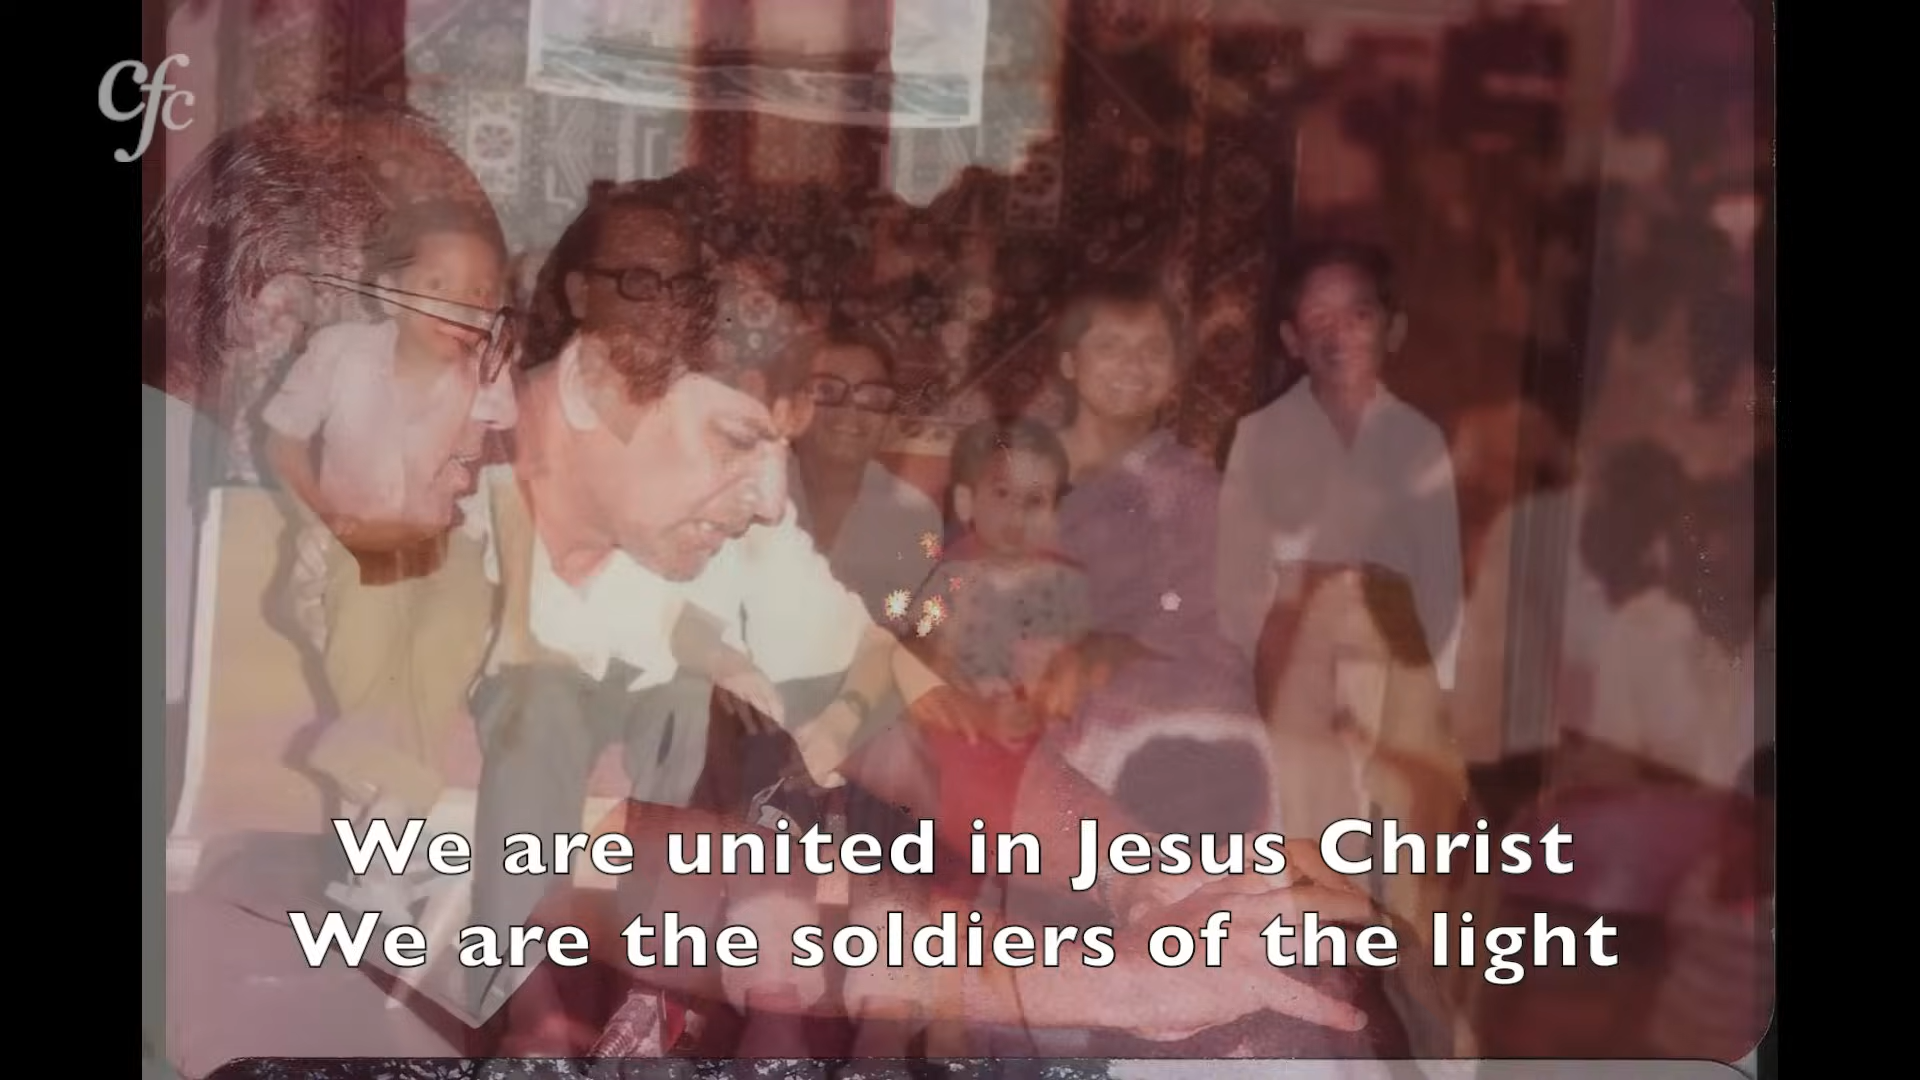 cfc
We are united in Jesus Christ
We are the soldiers of the light